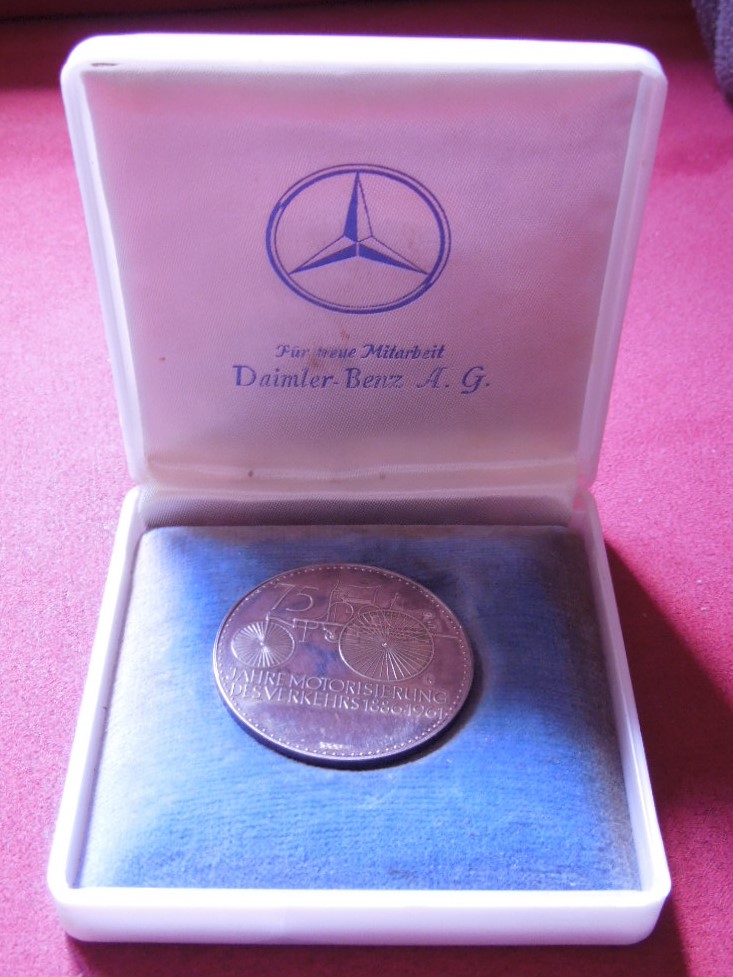 Für treue Mitarbeit
Daimler-Benz A. G.
75
JAHRE MOTORISIERUNG
DES VERKEHRS 1886-1961